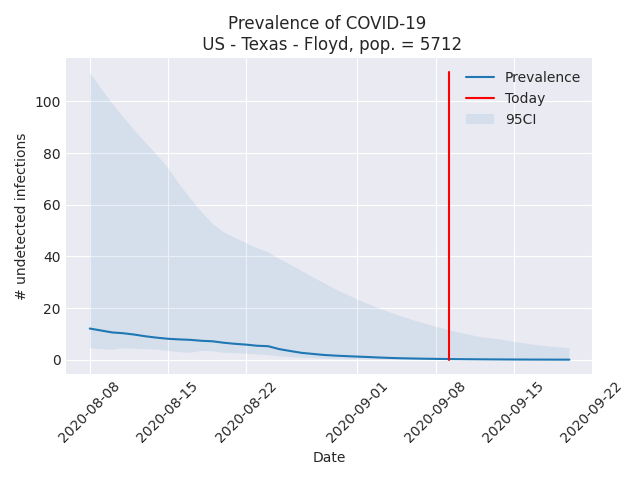 Prevalence of COVID-19
US - Texas - Floyd, pop. = 5712
# undetected infections
100
80
60
40
20
0
Prevalence
Today
95CI
2020-08-08
2020-08-15
2020-08-22
2020-09-01
2020-09-08
2020-09-15
2020-09-22
Date